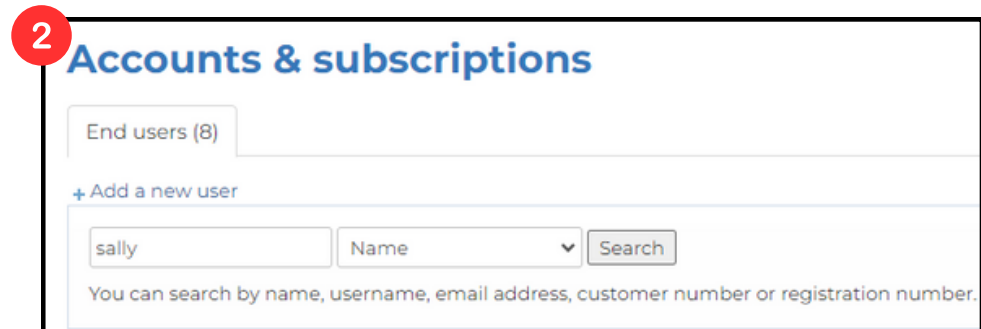 2
Accounts & subscriptions
End users (8)
+ Add a new user
sally Name Search
You can search by name, username, email address, customer number or registration number.